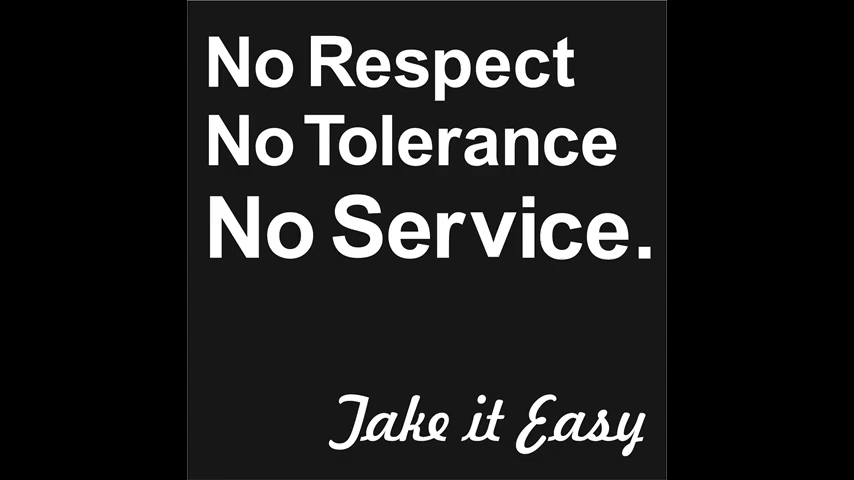 No Respect
No Tolerance
No Service.
Take it Easy